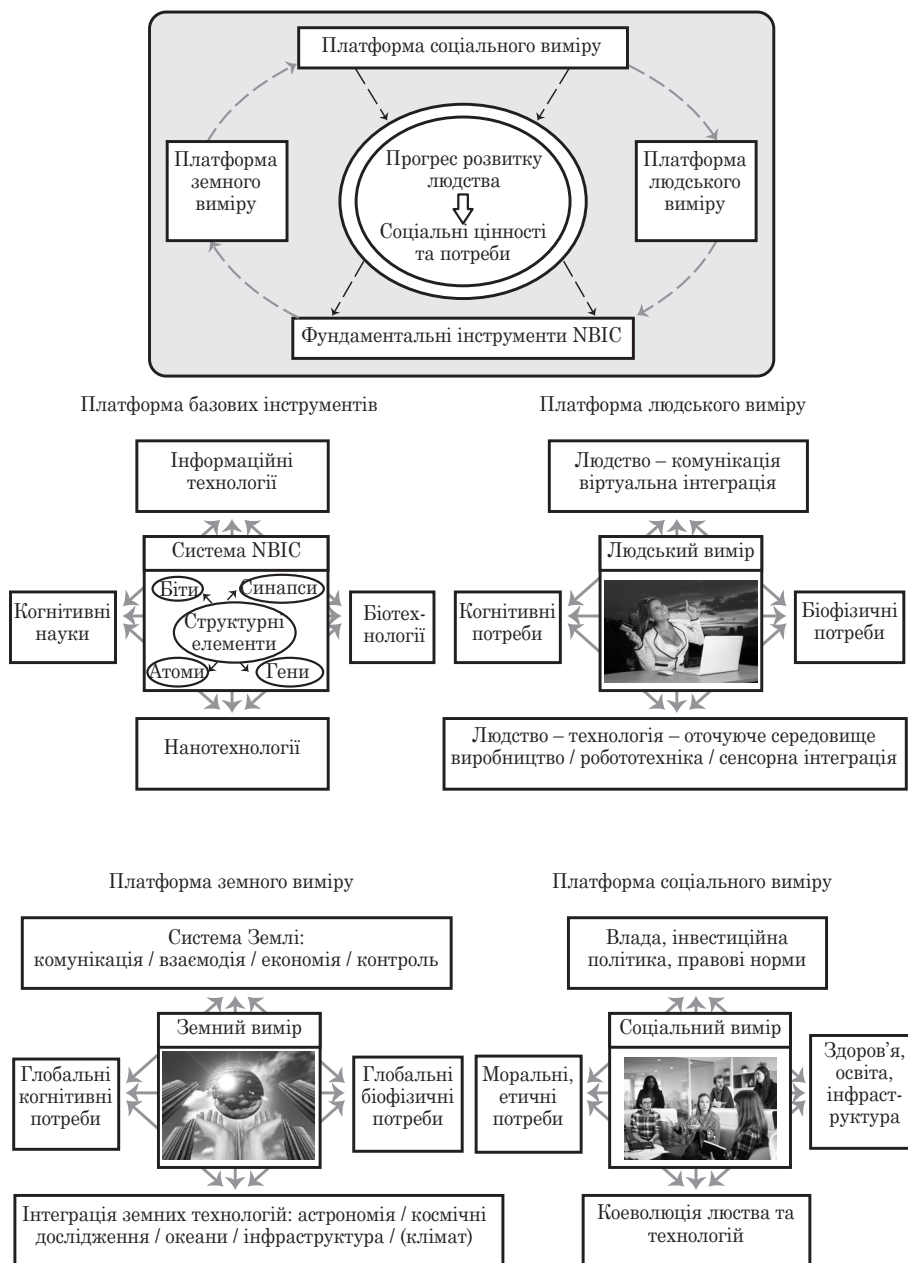 Платформа соціального виміру
Платформа
земного
виміру
Прогрес розвитку
людства
Соціальні цінності
та потреби
Платформа
людського
виміру
Фундаментальні інструменти NBIC
Платформа базових інструментів
Інформаційні
технології
Система NBIC
Біти
Синапси
Структурні
елементи
Атоми
Гени
Когнітивні
науки
Біотех-
нології
Нанотехнології
Платформа людського виміру
Людство – комунікація
віртуальна інтеграція
Людський вимір
Когнітивні
потреби
Біофізичні
потреби
Людство – технологія – оточуюче середовище
виробництво / робототехніка / сенсорна інтеграція
Платформа земного виміру
Система Землі:
комунікація / взаємодія / економія / контроль
Земний вимір
Глобальні
когнітивні
потреби
Глобальні
біофізичні
потреби
Інтеграція земних технологій: астрономія / космічні
дослідження / океани / інфраструктура / (клімат)
Платформа соціального виміру
Влада, інвестиційна
політика, правові норми
Соціальний вимір
Моральні,
етичні
потреби
Здоров'я,
освіта,
інфраст-
руктура
Коеволюція люства та
технологій